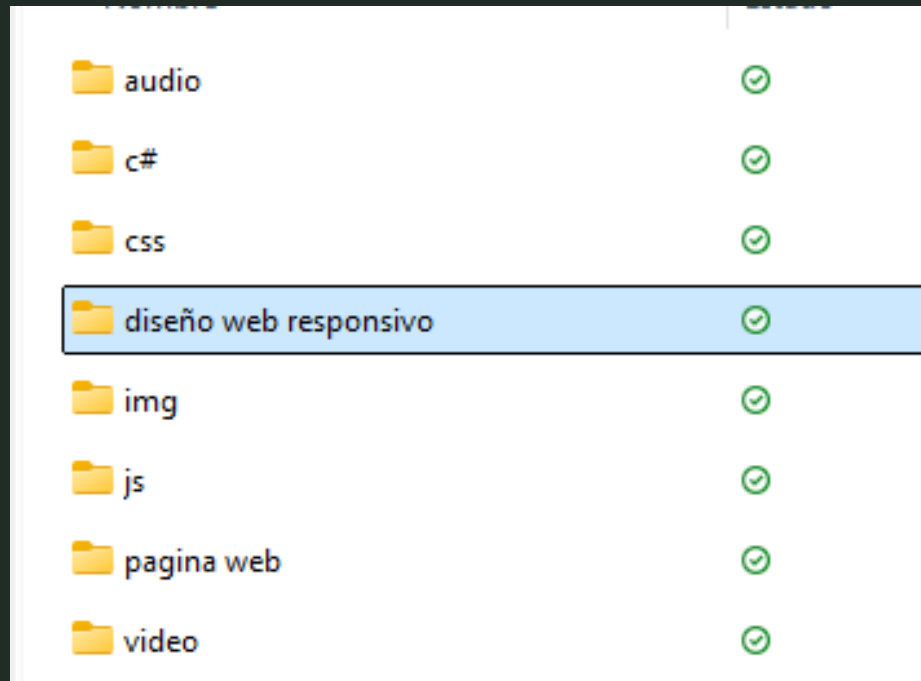 audio
c#
css
diseño web responsivo
img
js
pagina web
video